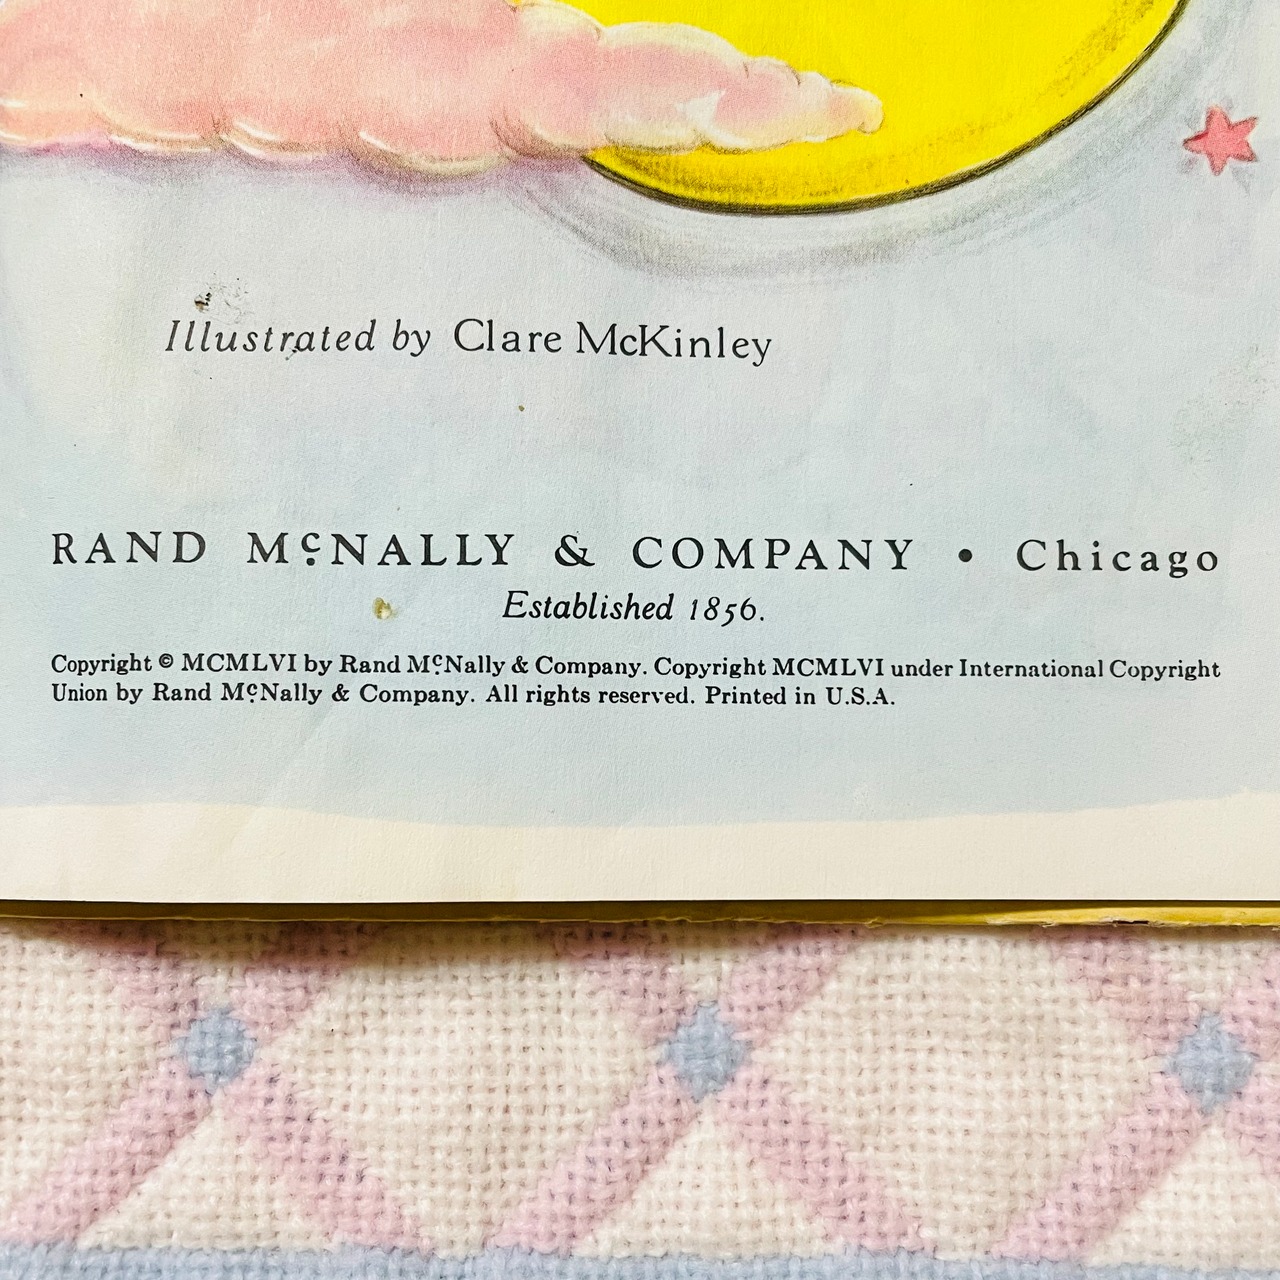 Illustrated by Clare McKinley
RAND McNALLY & COMPANY • Chicago
Established 1856.
Copyright © MCMLVI by Rand McNally & Company. Copyright MCMLVI under International Copyright
Union by Rand McNally & Company. All rights reserved. Printed in U.S.A.